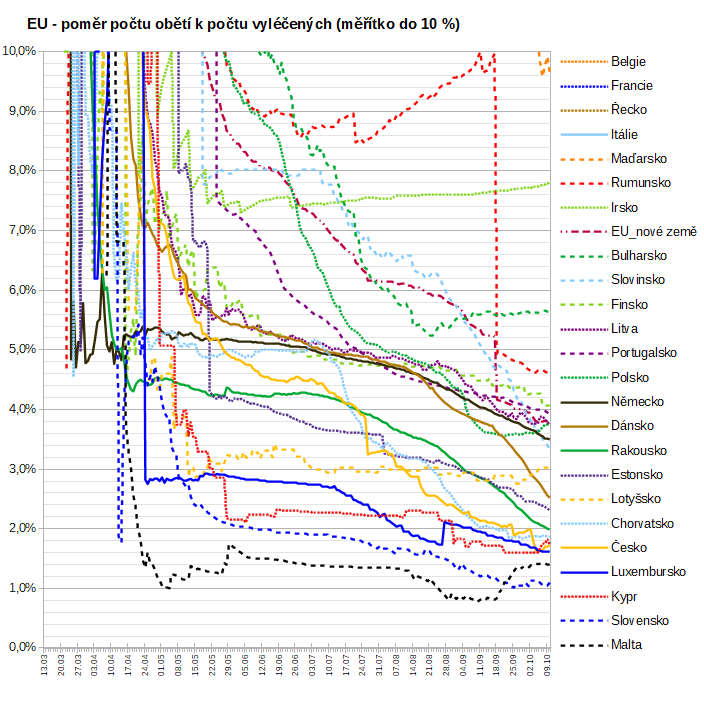 EU - poměr počtu obětí k počtu vyléčených (měřítko do 10 %)
10,0%
9,0%
8,0%
7,0%
6,0%
5,0%
4,0%
3,0%
2,0%
1,0%
0,0%
13.03
20.03
27.03
03.04
10.04
17.04
24.04
01.05
08.05
15.05
22.05
29.05
05.06
12.06
19.06
26.06
03.07
10.07
17.07
24.07
31.07
07.08
14.08
21.08
28.08
04.09
11.09
18.09
25.09
02.10
09.10
Belgie
Francie
Řecko
Itálie
Maďarsko
Rumunsko
Irsko
EU_nové země
Bulharsko
Slovinsko
Finsko
Litva
Portugalsko
Polsko
Německo
Dánsko
Rakousko
Estonsko
Lotyšsko
Chorvatsko
Česko
Luxembursko
Kypr
Slovensko
Malta